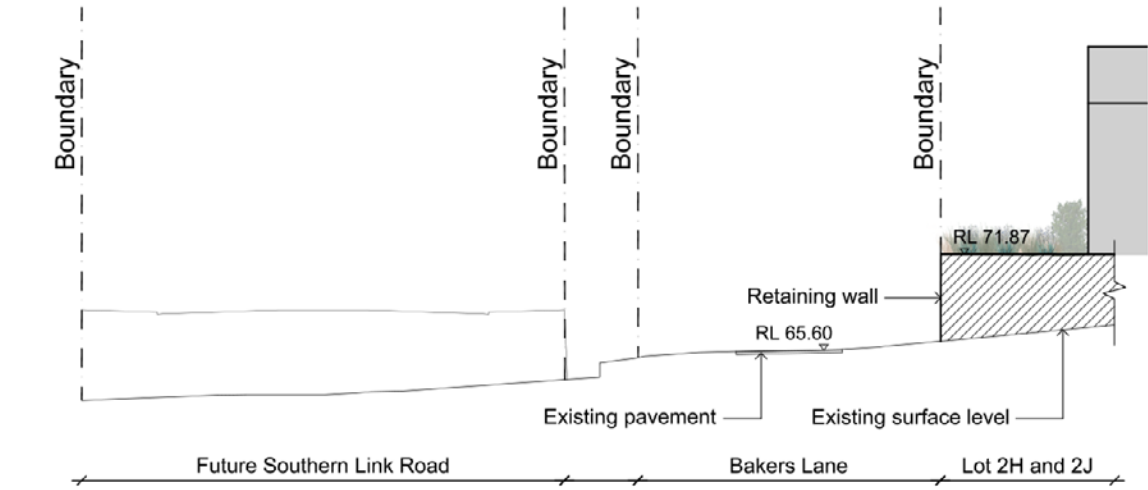 Boundary
Boundary
Boundary
Boundary
RL 71.87
Retaining wall
RL 65.60
Existing pavement
Existing surface level
Future Southern Link Road
Bakers Lane
Lot 2H and 2J